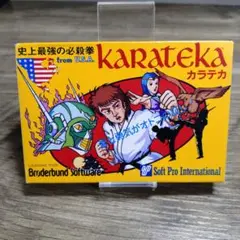 史上最強の必殺拳
from U.S.A.
KARATEKA
カラテカ
Brøderbund Software
Soft Pro International